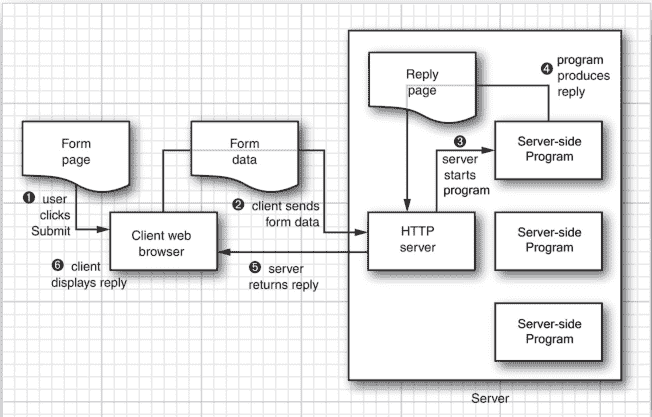 Form
page
❶ user
clicks
Submit
Client web
browser
❻ client
displays reply
Form
data
❷ client sends
form data
❺ server
returns reply
Reply
page
❹ program
produces
reply
❸
server
starts
program
HTTP
server
Server-side
Program
Server-side
Program
Server-side
Program
Server